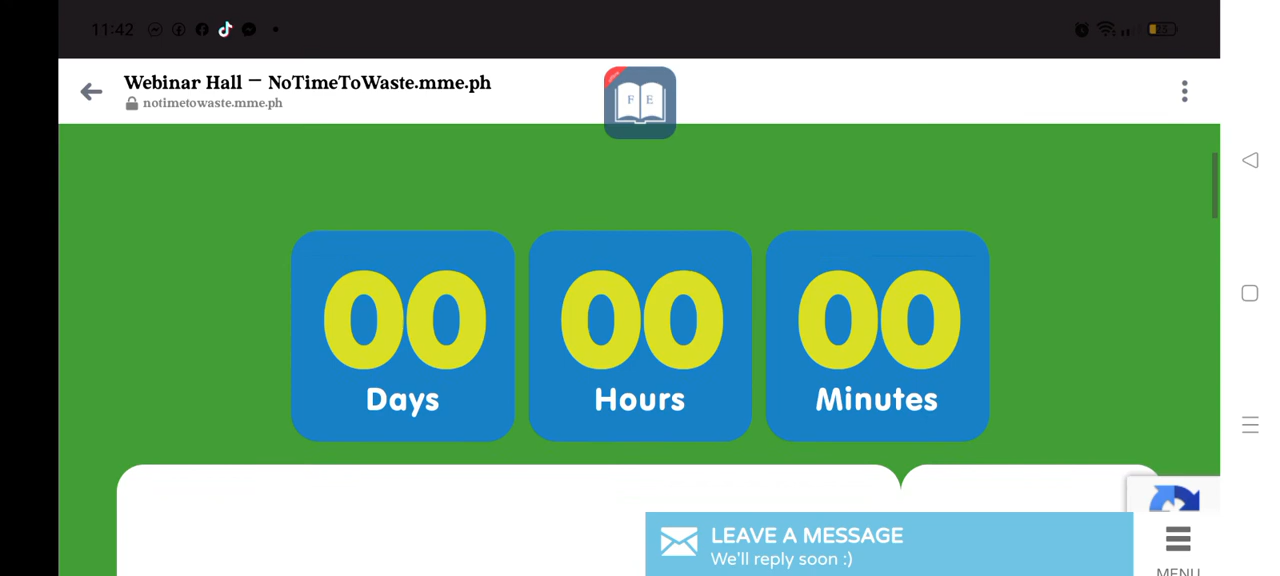 11:42
23
Webinar Hall – NoTimeToWaste.mme.ph
notimetowaste.mme.ph
F E
00 00 00
Days Hours Minutes
LEAVE A MESSAGE
We'll reply soon :)
MENU